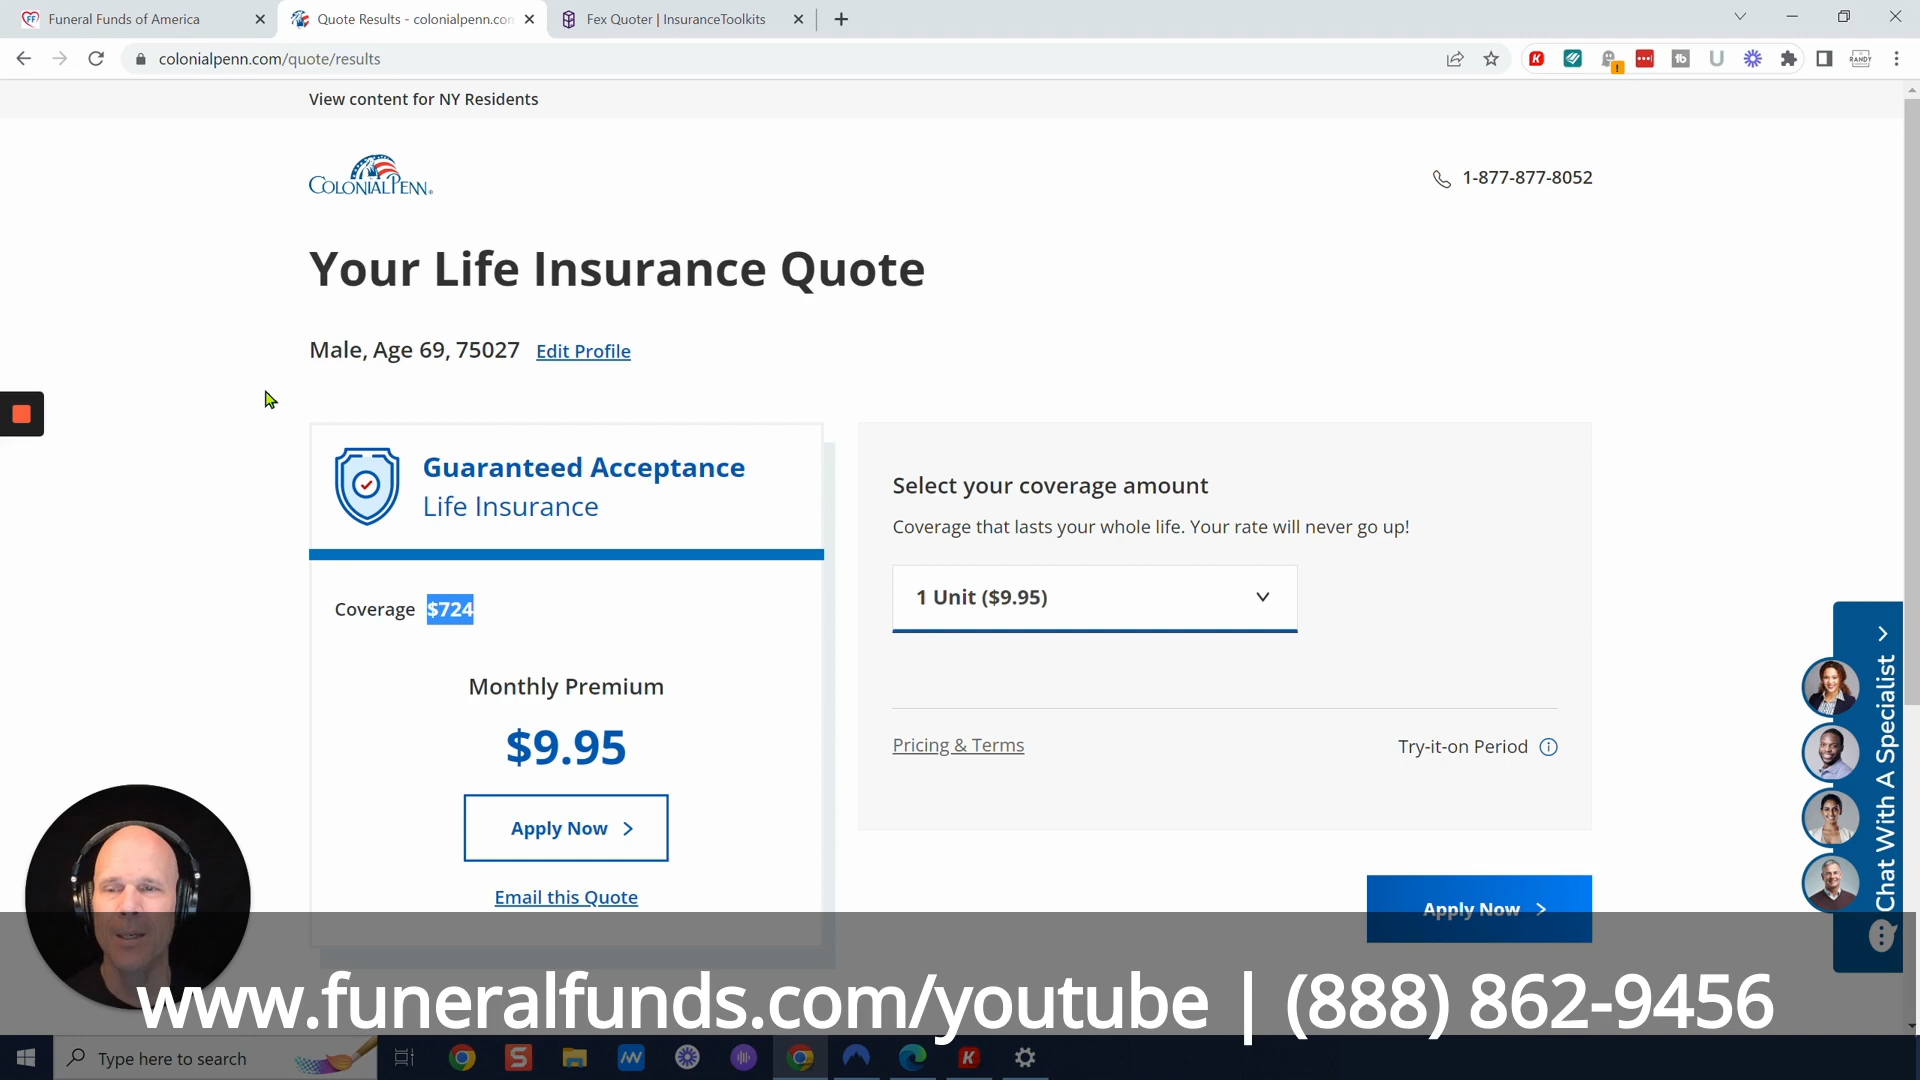 Funeral Funds of America
Quote Results - colonialpenn.con
Fex Quoter | InsuranceToolkits
colonialpenn.com/quote/results
RANDY
View content for NY Residents
COLONIAL PENN®
1-877-877-8052
Your Life Insurance Quote
Male, Age 69, 75027 Edit Profile
Guaranteed Acceptance
Life Insurance
Coverage $724
Monthly Premium
$9.95
Apply Now
Email this Quote
Select your coverage amount
Coverage that lasts your whole life. Your rate will never go up!
1 Unit ($9.95)
Pricing & Terms
Try-it-on Period
Apply Now
Chat With A Specialist
www.funeralfunds.com/youtube | (888) 862-9456
Type here to search